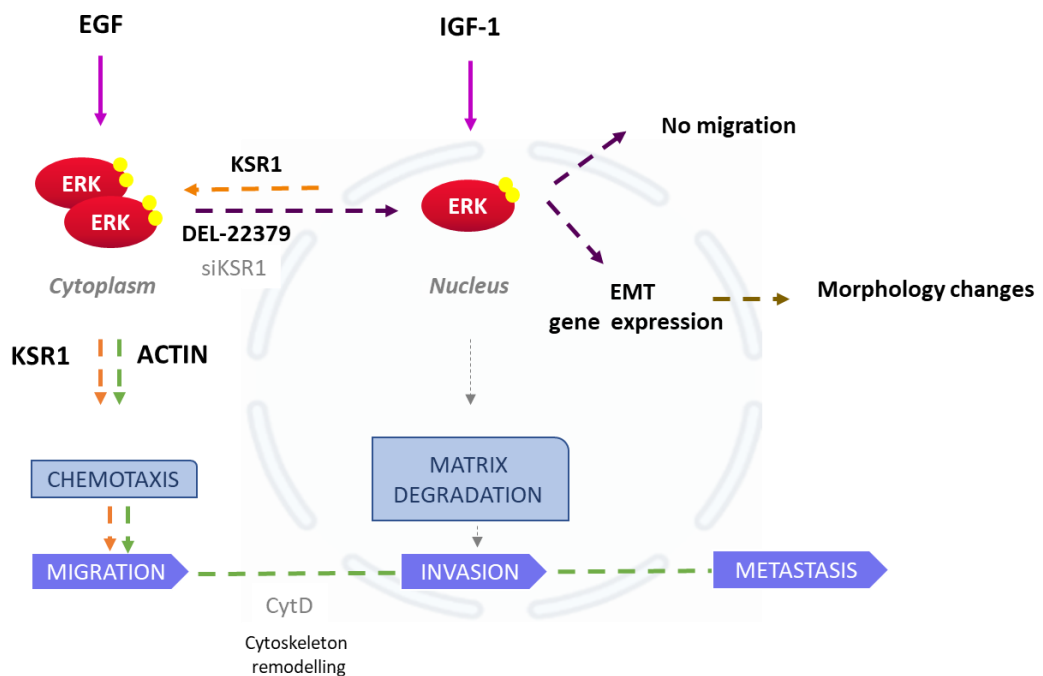 EGF
IGF-1
No migration
KSR1
ERK
ERK
ERK
DEL-22379
siKSR1
Cytoplasm
Nucleus
EMT
gene expression
Morphology changes
KSR1
ACTIN
CHEMOTAXIS
MATRIX
DEGRADATION
MIGRATION
INVASION
METASTASIS
CytD
Cytoskeleton
remodelling